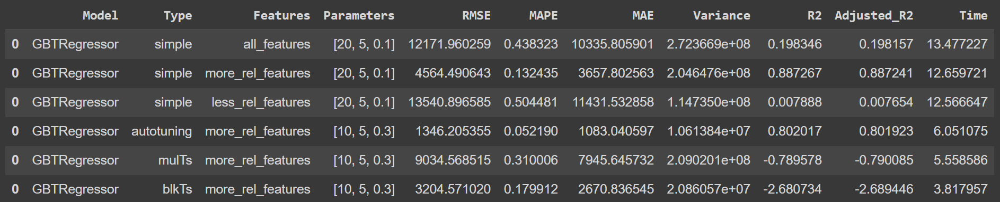 Model Type Features Parameters RMSE MAPE MAE Variance R2 Adjusted_R2 Time
0 GBTRegressor simple all_features [20, 5, 0.1] 12171.960259 0.438323 10335.805901 2.723669e+08 0.198346 0.198157 13.477227
0 GBTRegressor simple more_rel_features [20, 5, 0.1] 4564.490643 0.132435 3657.802563 2.046476e+08 0.887267 0.887241 12.659721
0 GBTRegressor simple less_rel_features [20, 5, 0.1] 13540.896585 0.504481 11431.532858 1.147350e+08 0.007888 0.007654 12.566647
0 GBTRegressor autotuning more_rel_features [10, 5, 0.3] 1346.205355 0.052190 1083.040597 1.061384e+07 0.802017 0.801923 6.051075
0 GBTRegressor mulTs more_rel_features [10, 5, 0.3] 9034.568515 0.310006 7945.645732 2.090201e+08 -0.789578 -0.790085 5.558586
0 GBTRegressor blkTs more_rel_features [10, 5, 0.3] 3204.571020 0.179912 2670.836545 2.086057e+07 -2.680734 -2.689446 3.817957